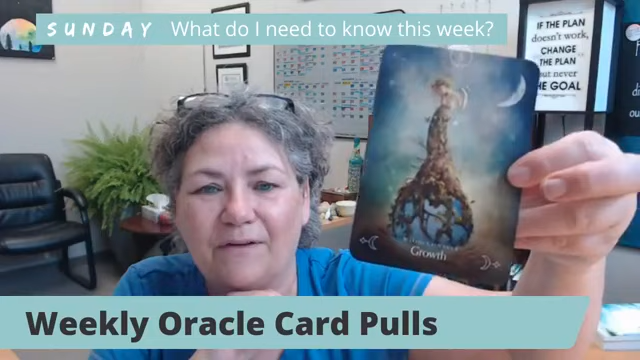 SUNDAY What do I need to know this week?
IF THE PLAN
doesn't work,
CHANGE
THE PLAN
but never
THE GOAL
Growth
Weekly Oracle Card Pulls